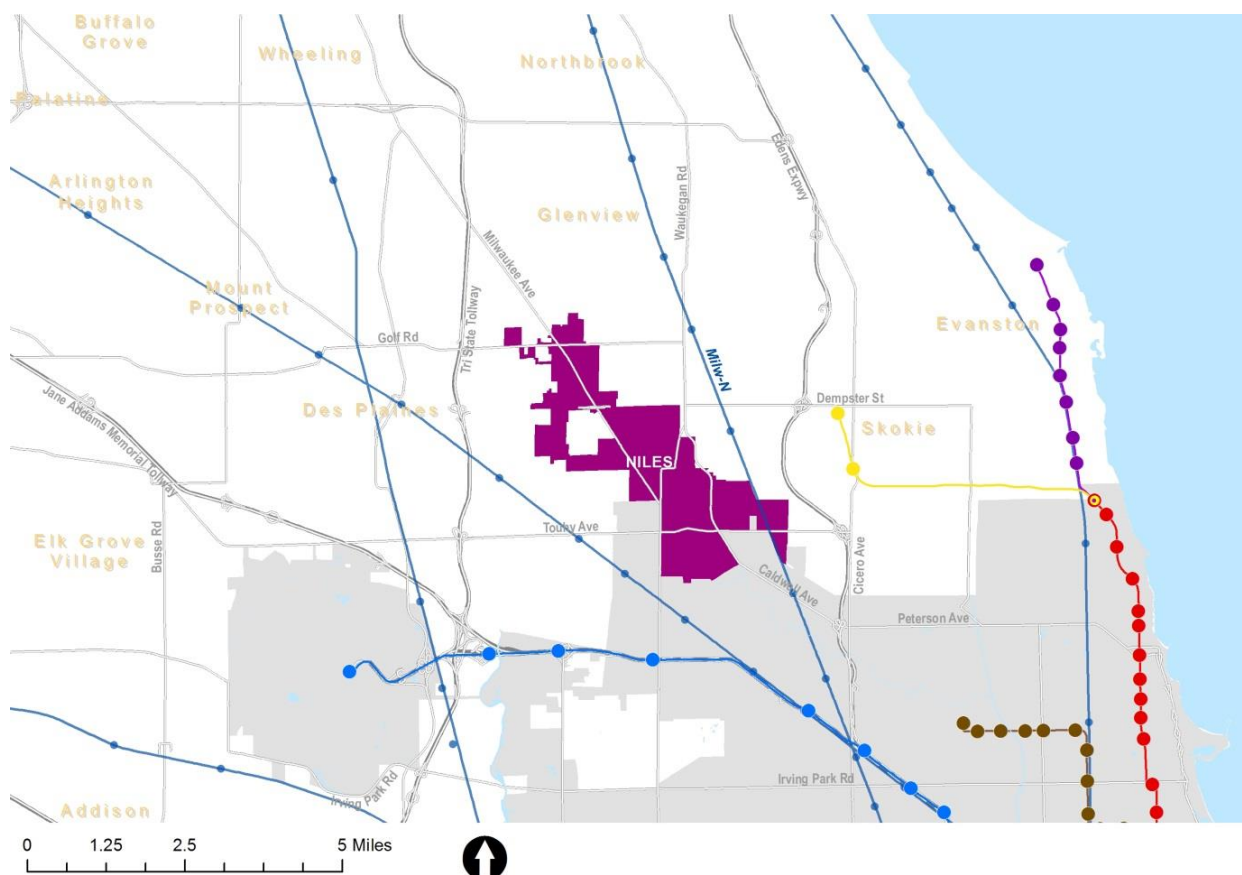 Buffalo
Grove
Wheeling
Northbrook
Palatine
Edens Expwy
Arlington
Heights
Glenview
Waukegan Rd
Milwaukee Ave
Mount
Prospect
Tri State Tollway
Evanston
Golf Rd
Milw-N
Jane Addams Memorial Tollway
Des Plaines
Dempster St
Skokie
NILES
Touhy Ave
Elk Grove
Village
Busse Rd
Caldwell Ave
Cicero Ave
Peterson Ave
Irving Park Rd
Irving Park Rd
Addison
0 1.25 2.5 5 Miles